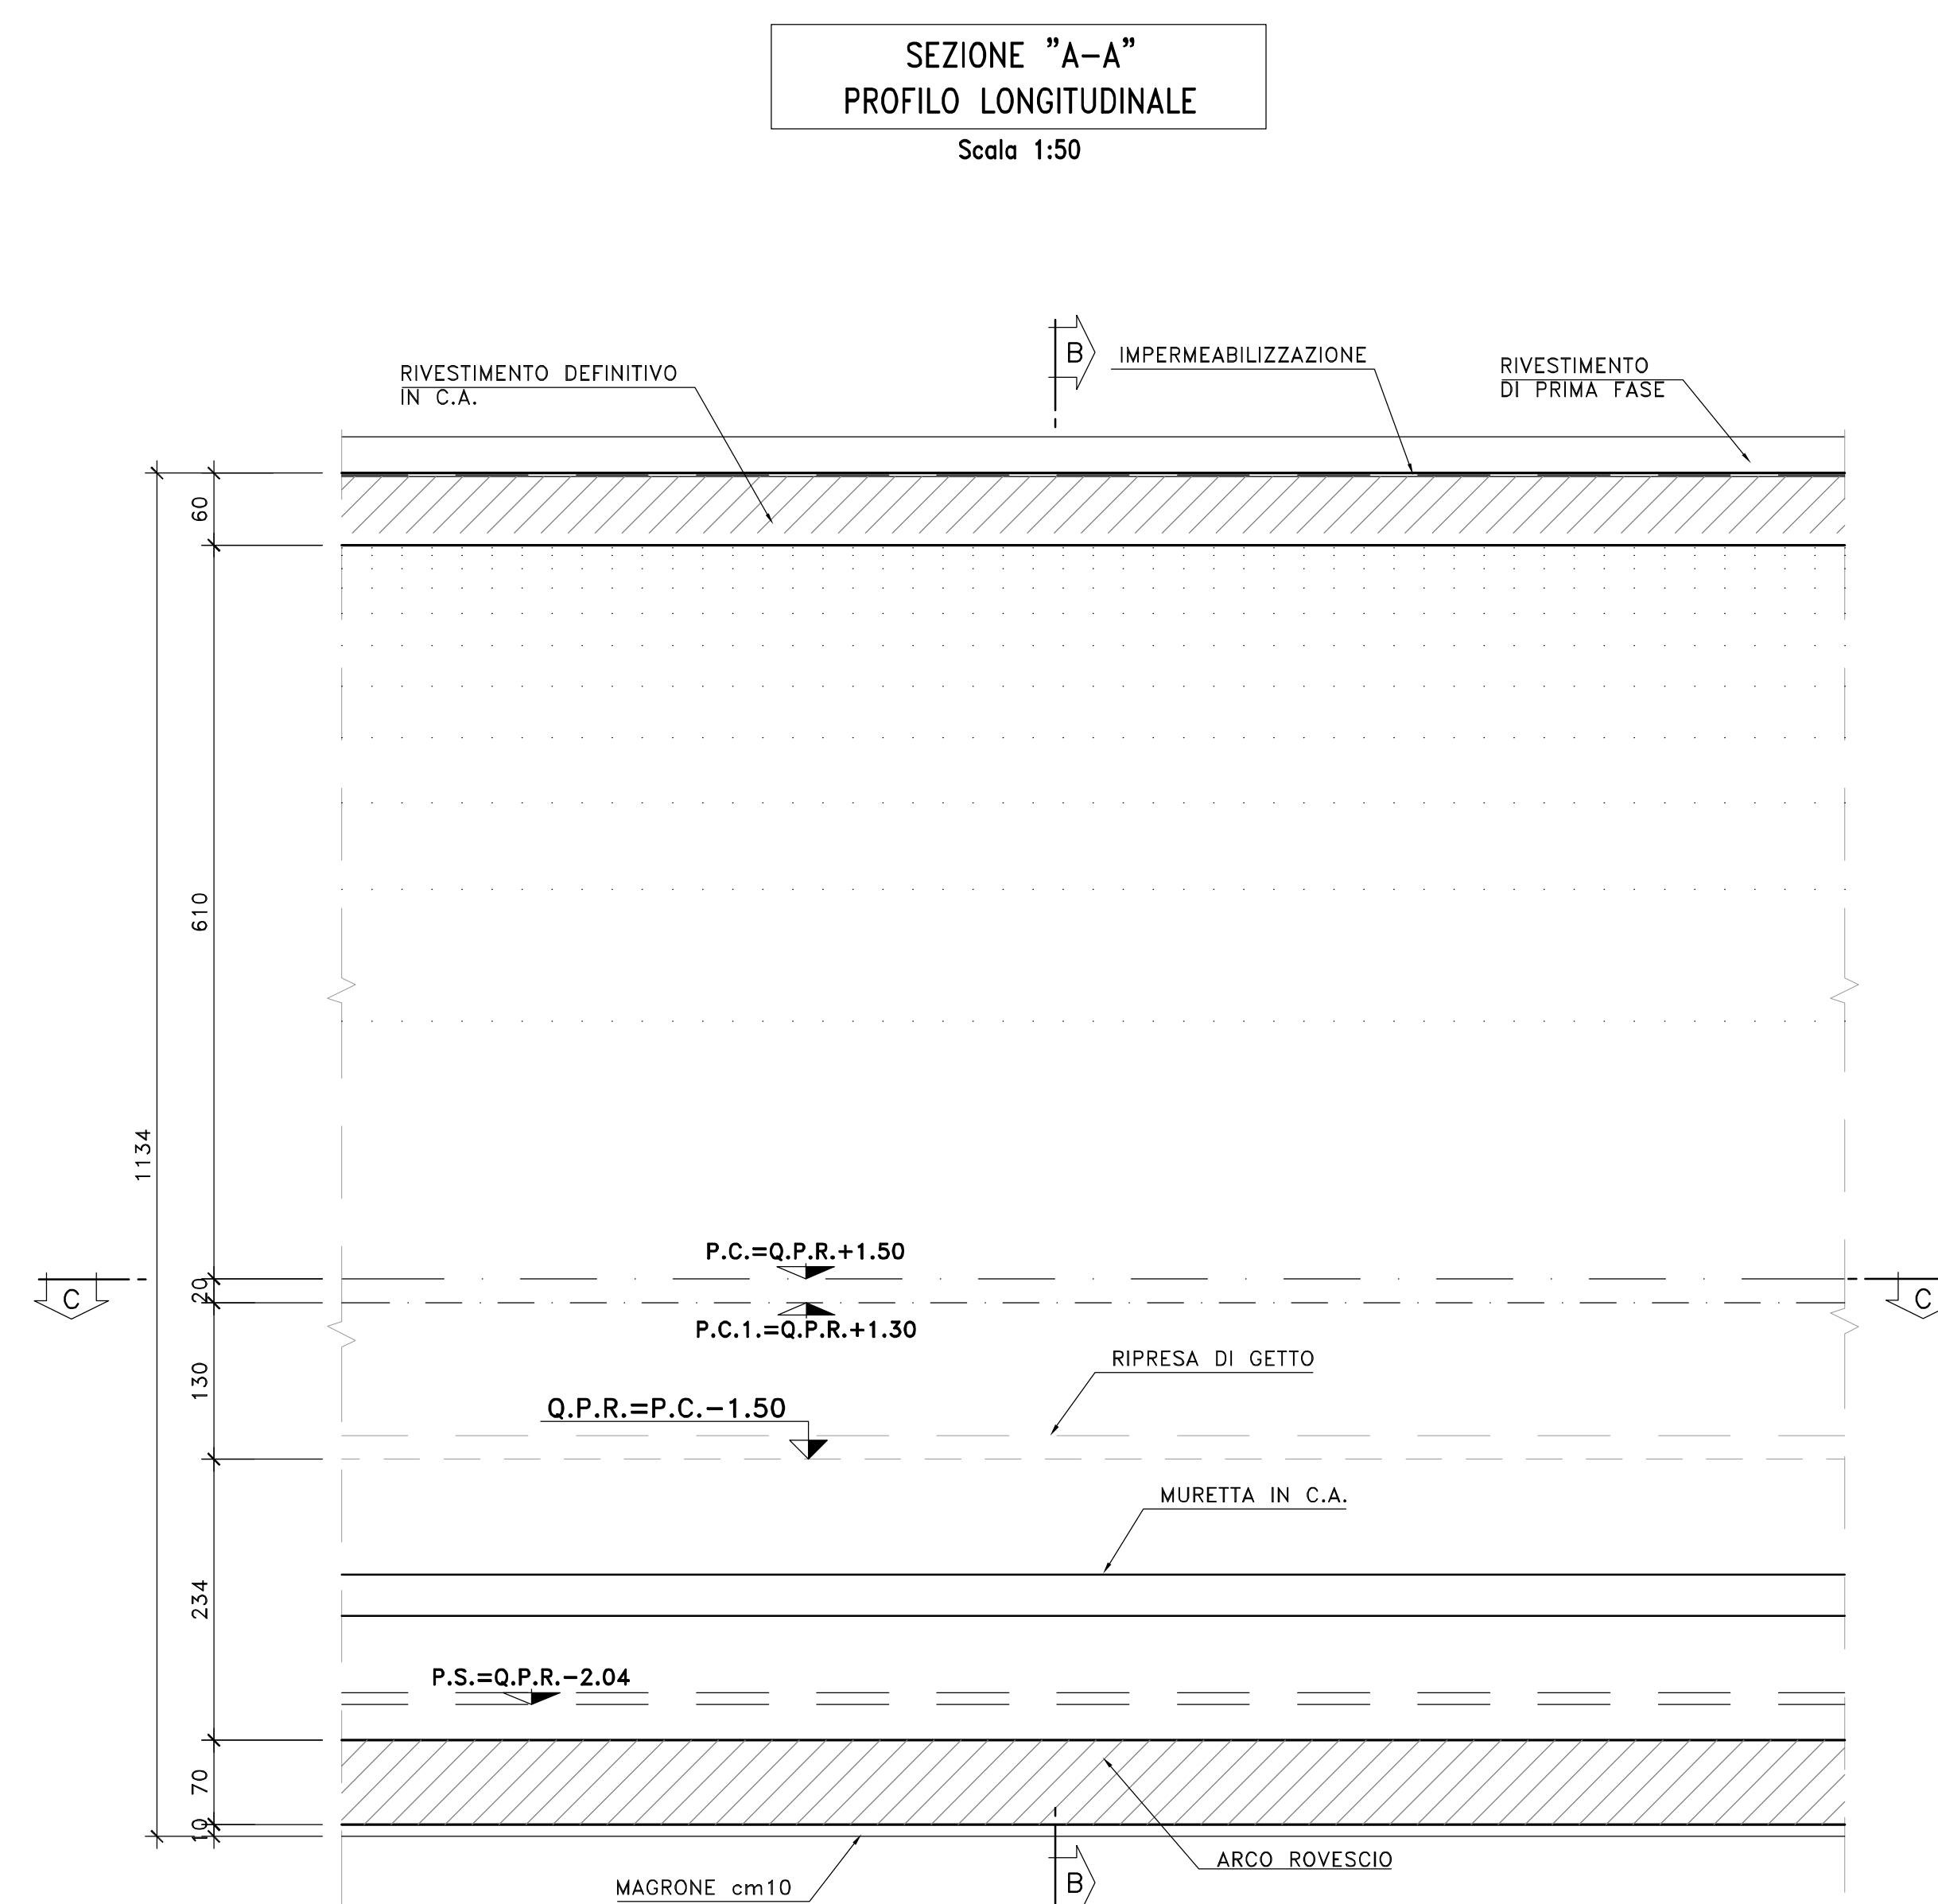 SEZIONE "A-A"
PROFILO LONGITUDINALE
Scala 1:50
B
IMPERMEABILIZZAZIONE
RIVESTIMENTO
DI PRIMA FASE
RIVESTIMENTO DEFINITIVO
IN C.A.
60
610
1134
P.C.=Q.P.R.+1.50
20
C
C
P.C.1.=Q.P.R.+1.30
RIPRESA DI GETTO
130
Q.P.R.=P.C.-1.50
MURETTA IN C.A.
234
P.S.=Q.P.R.-2.04
70
10
ARCO ROVESCIO
MAGRONE cm10
B